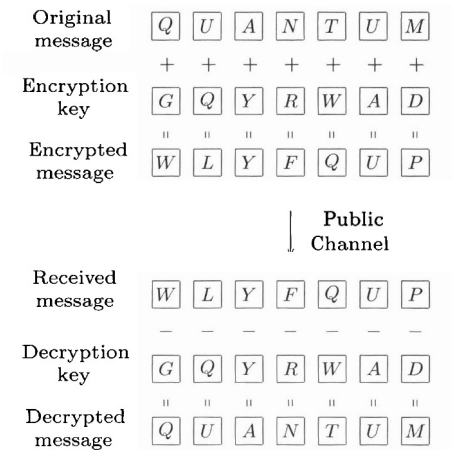 Original message Q U A N T U M
+ + + + + + +
Encryption key G Q Y R W A D
= = = = = = =
Encrypted message W L Y F Q U P
Public Channel
Received message W L Y F Q U P
− − − − − − −
Decryption key G Q Y R W A D
= = = = = = =
Decrypted message Q U A N T U M